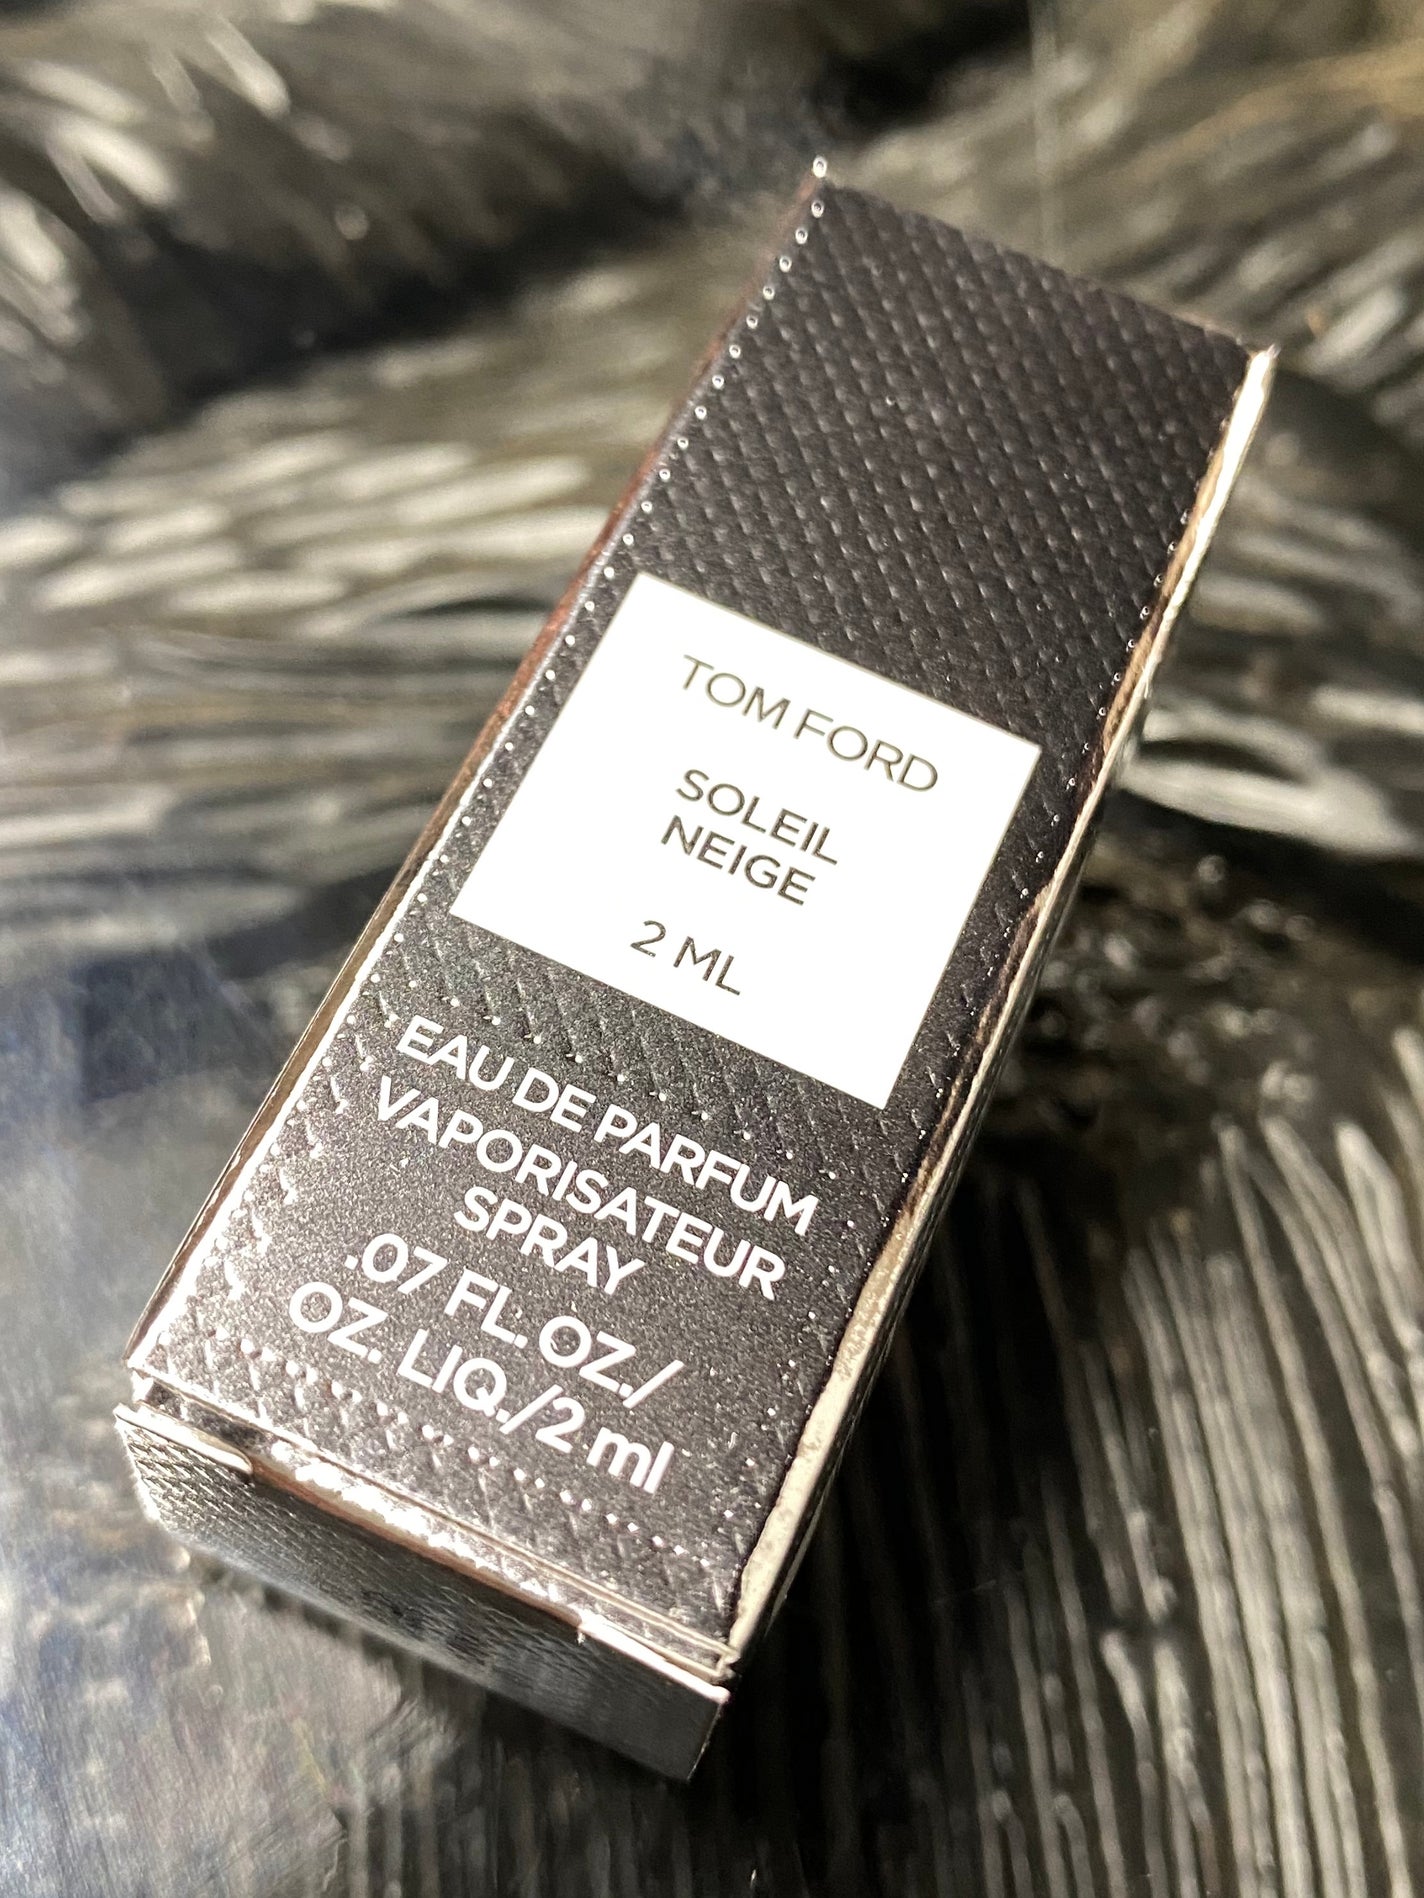 TOM FORD
SOLEIL
NEIGE
2 ML
EAU DE PARFUM
VAPORISATEUR
SPRAY
.07 FL. OZ./
OZ. LIQ./2 ml